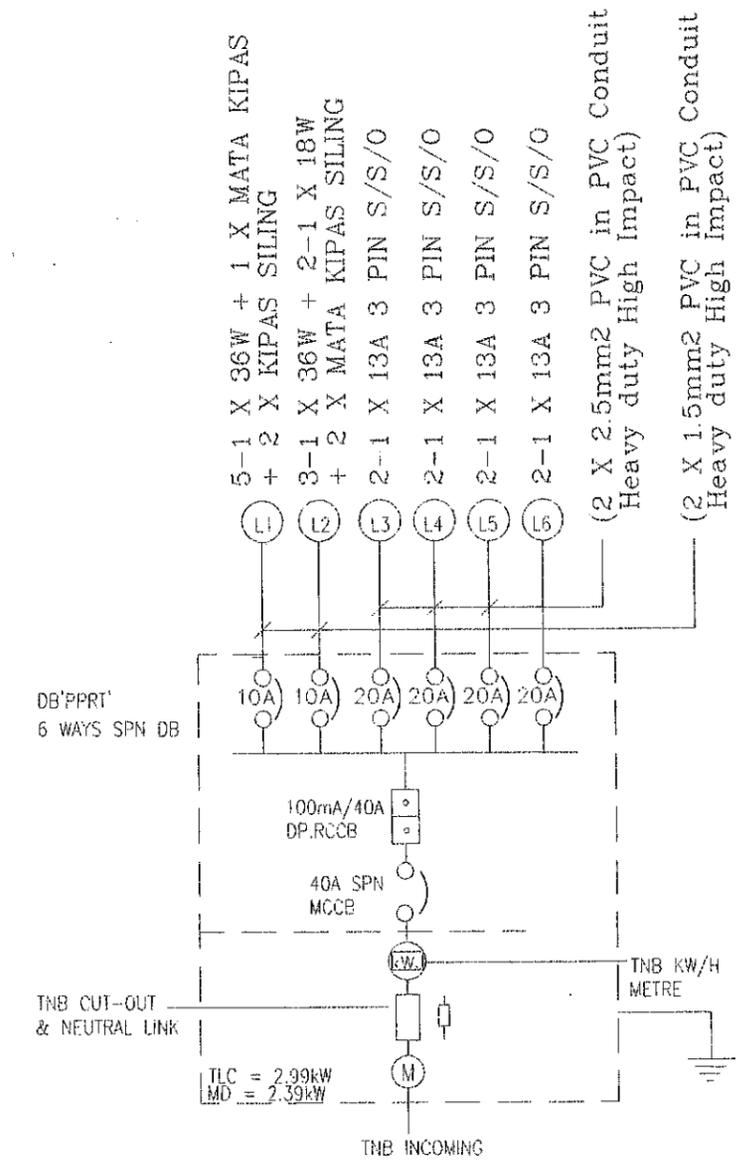 5-1 X 36W + 1 X MATA KIPAS
+ 2 X KIPAS SILING
3-1 X 36W + 2-1 X 18W
+ 2 X MATA KIPAS SILING
2-1 X 13A 3 PIN S/S/O
2-1 X 13A 3 PIN S/S/O
2-1 X 13A 3 PIN S/S/O
2-1 X 13A 3 PIN S/S/O
(2 X 2.5mm2 PVC in PVC Conduit
Heavy duty High Impact)
(2 X 1.5mm2 PVC in PVC Conduit
Heavy duty High Impact)
L1 L2 L3 L4 L5 L6
10A 10A 20A 20A 20A 20A
DB'PPRT'
6 WAYS SPN DB
100mA/40A
DP.RCCB
40A SPN
MCCB
kW.
TNB KW/H
METRE
TNB CUT-OUT
& NEUTRAL LINK
M
TLC = 2.99kW
MD = 2.39kW
TNB INCOMING